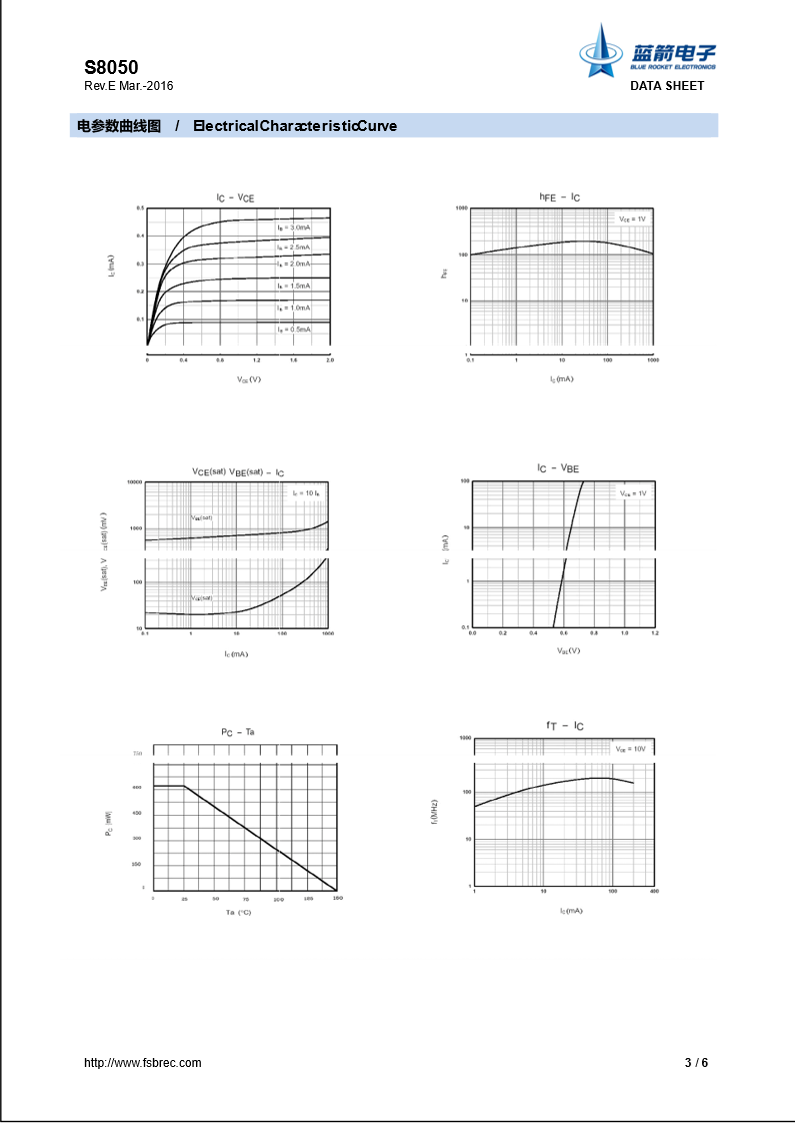 S8050
Rev.E Mar.-2016
蓝箭电子
BLUE ROCKET ELECTRONICS
DATA SHEET
电参数曲线图 / Electrical Characteristic Curve
IC – VCE
0.5
0.4
0.3
0.2
0.1
IC (mA)
IB = 3.0mA
IB = 2.5mA
IB = 2.0mA
IB = 1.5mA
IB = 1.0mA
IB = 0.5mA
0 0.4 0.8 1.2 1.6 2.0
hFE – IC
VCE = 1V
1000
100
10
1
hFE
0.1 1 10 100 1000
IC (mA)
VCE(sat) VBE(sat) – IC
10000
1000
100
10
IC = 10 IB
VBE(sat)
VCE(sat)
VBE(sat), V CE(sat) (mV)
0.1 1 10 100 1000
IC (mA)
IC – VBE
VCE = 1V
100
10
1
0.1
IC (mA)
0.0 0.2 0.4 0.6 0.8 1.0 1.2
VBE (V)
PC – Ta
600
450
300
150
PC (mW)
25 50 75
Ta (°C)
fT – IC
VCE = 10V
1000
100
10
1
fT (MHz)
1 10 100 400
IC (mA)
http://www.fsbrec.com
3 / 6